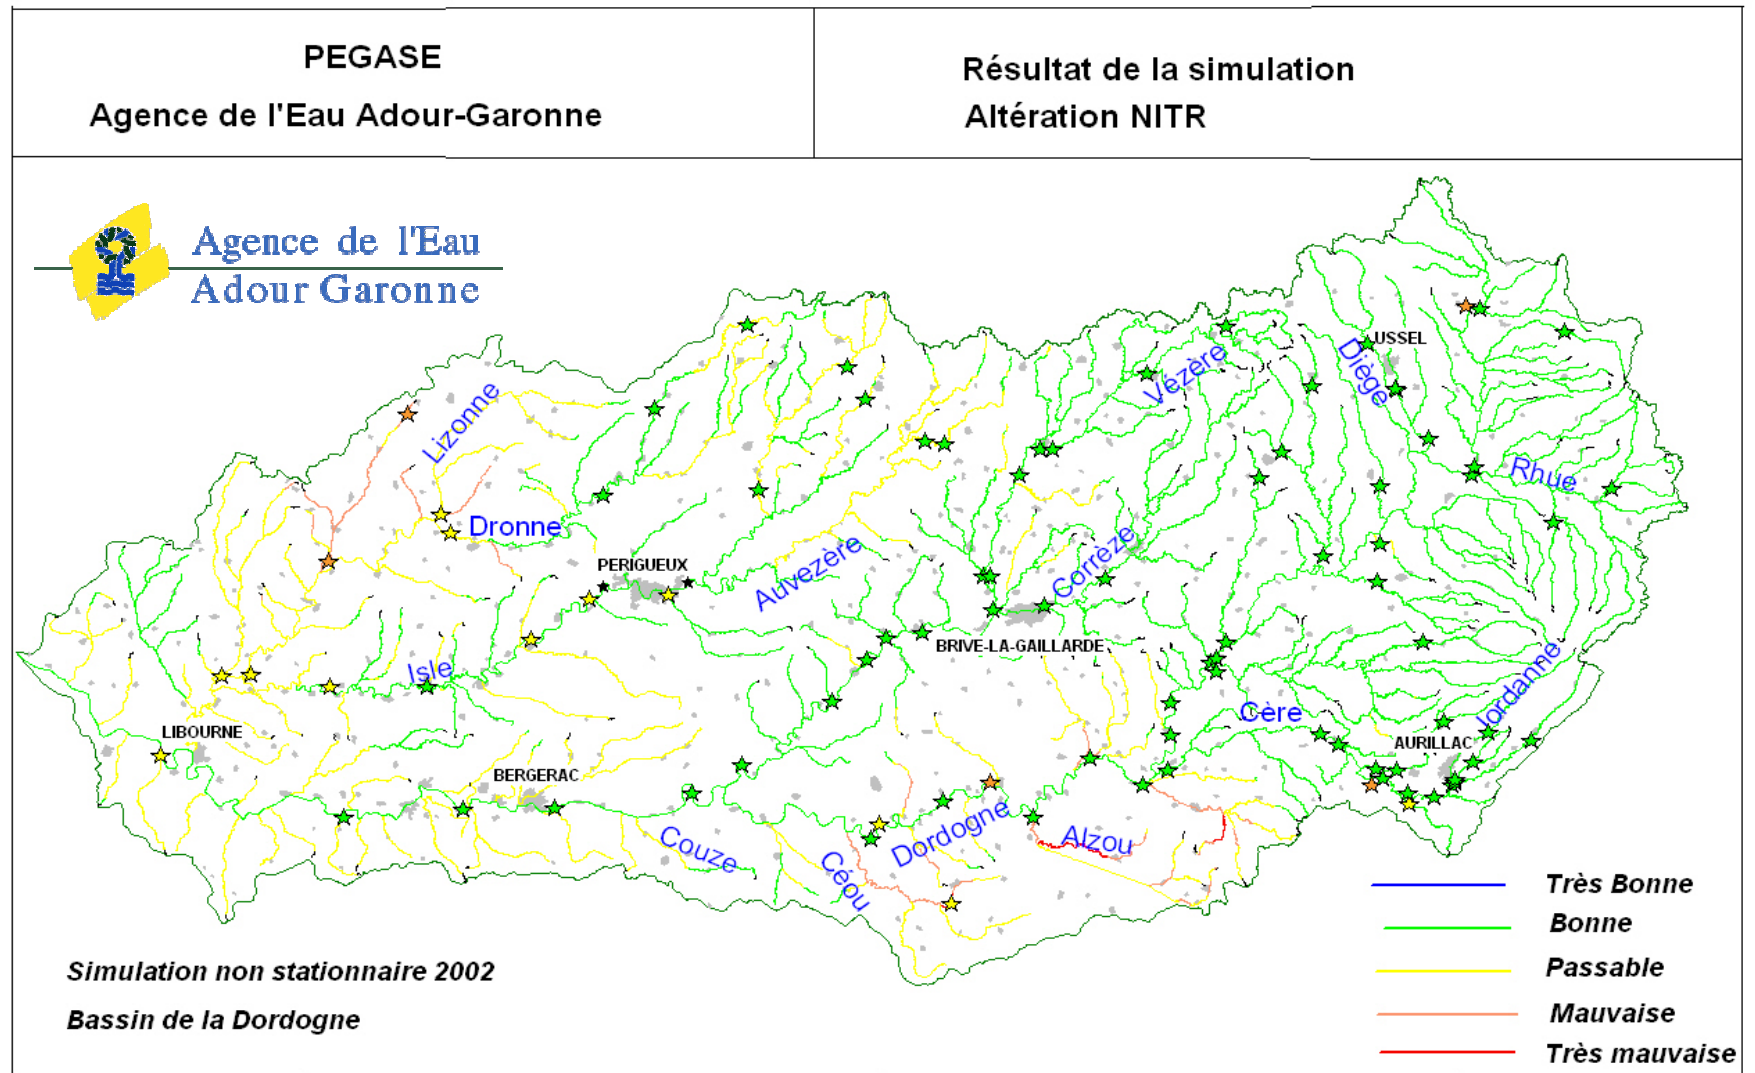 PEGASE
Agence de l'Eau Adour-Garonne
Résultat de la simulation
Altération NITR
Agence de l'Eau
Adour Garonne
USSEL
Diège
Vézère
Lizonne
Rhue
Dronne
Corrèze
Auvezère
PERIGUEUX
BRIVE-LA-GAILLARDE
Isle
Jordanne
Cère
LIBOURNE
AURILLAC
BERGERAC
Dordogne
Alzou
Couze
Céou
Très Bonne
Bonne
Passable
Mauvaise
Très mauvaise
Simulation non stationnaire 2002
Bassin de la Dordogne